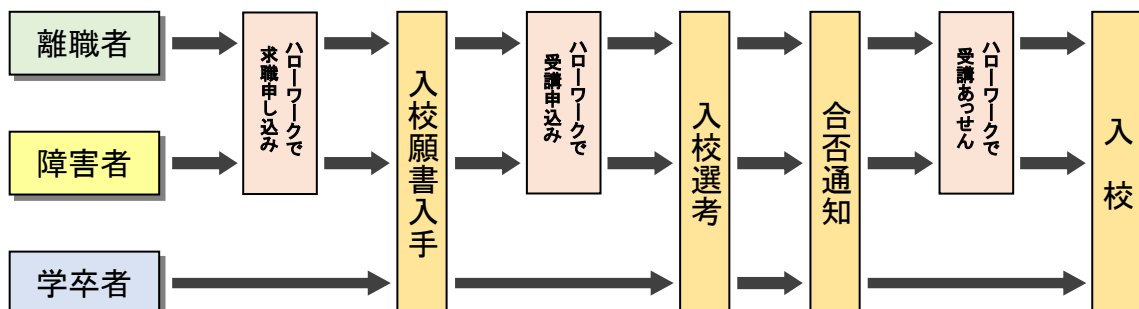 離職者
障害者
学卒者
ハローワークで
求職申し込み
入校願書入手
ハローワークで
受講申込み
入校選考
合否通知
ハローワークで
受講あっせん
入校